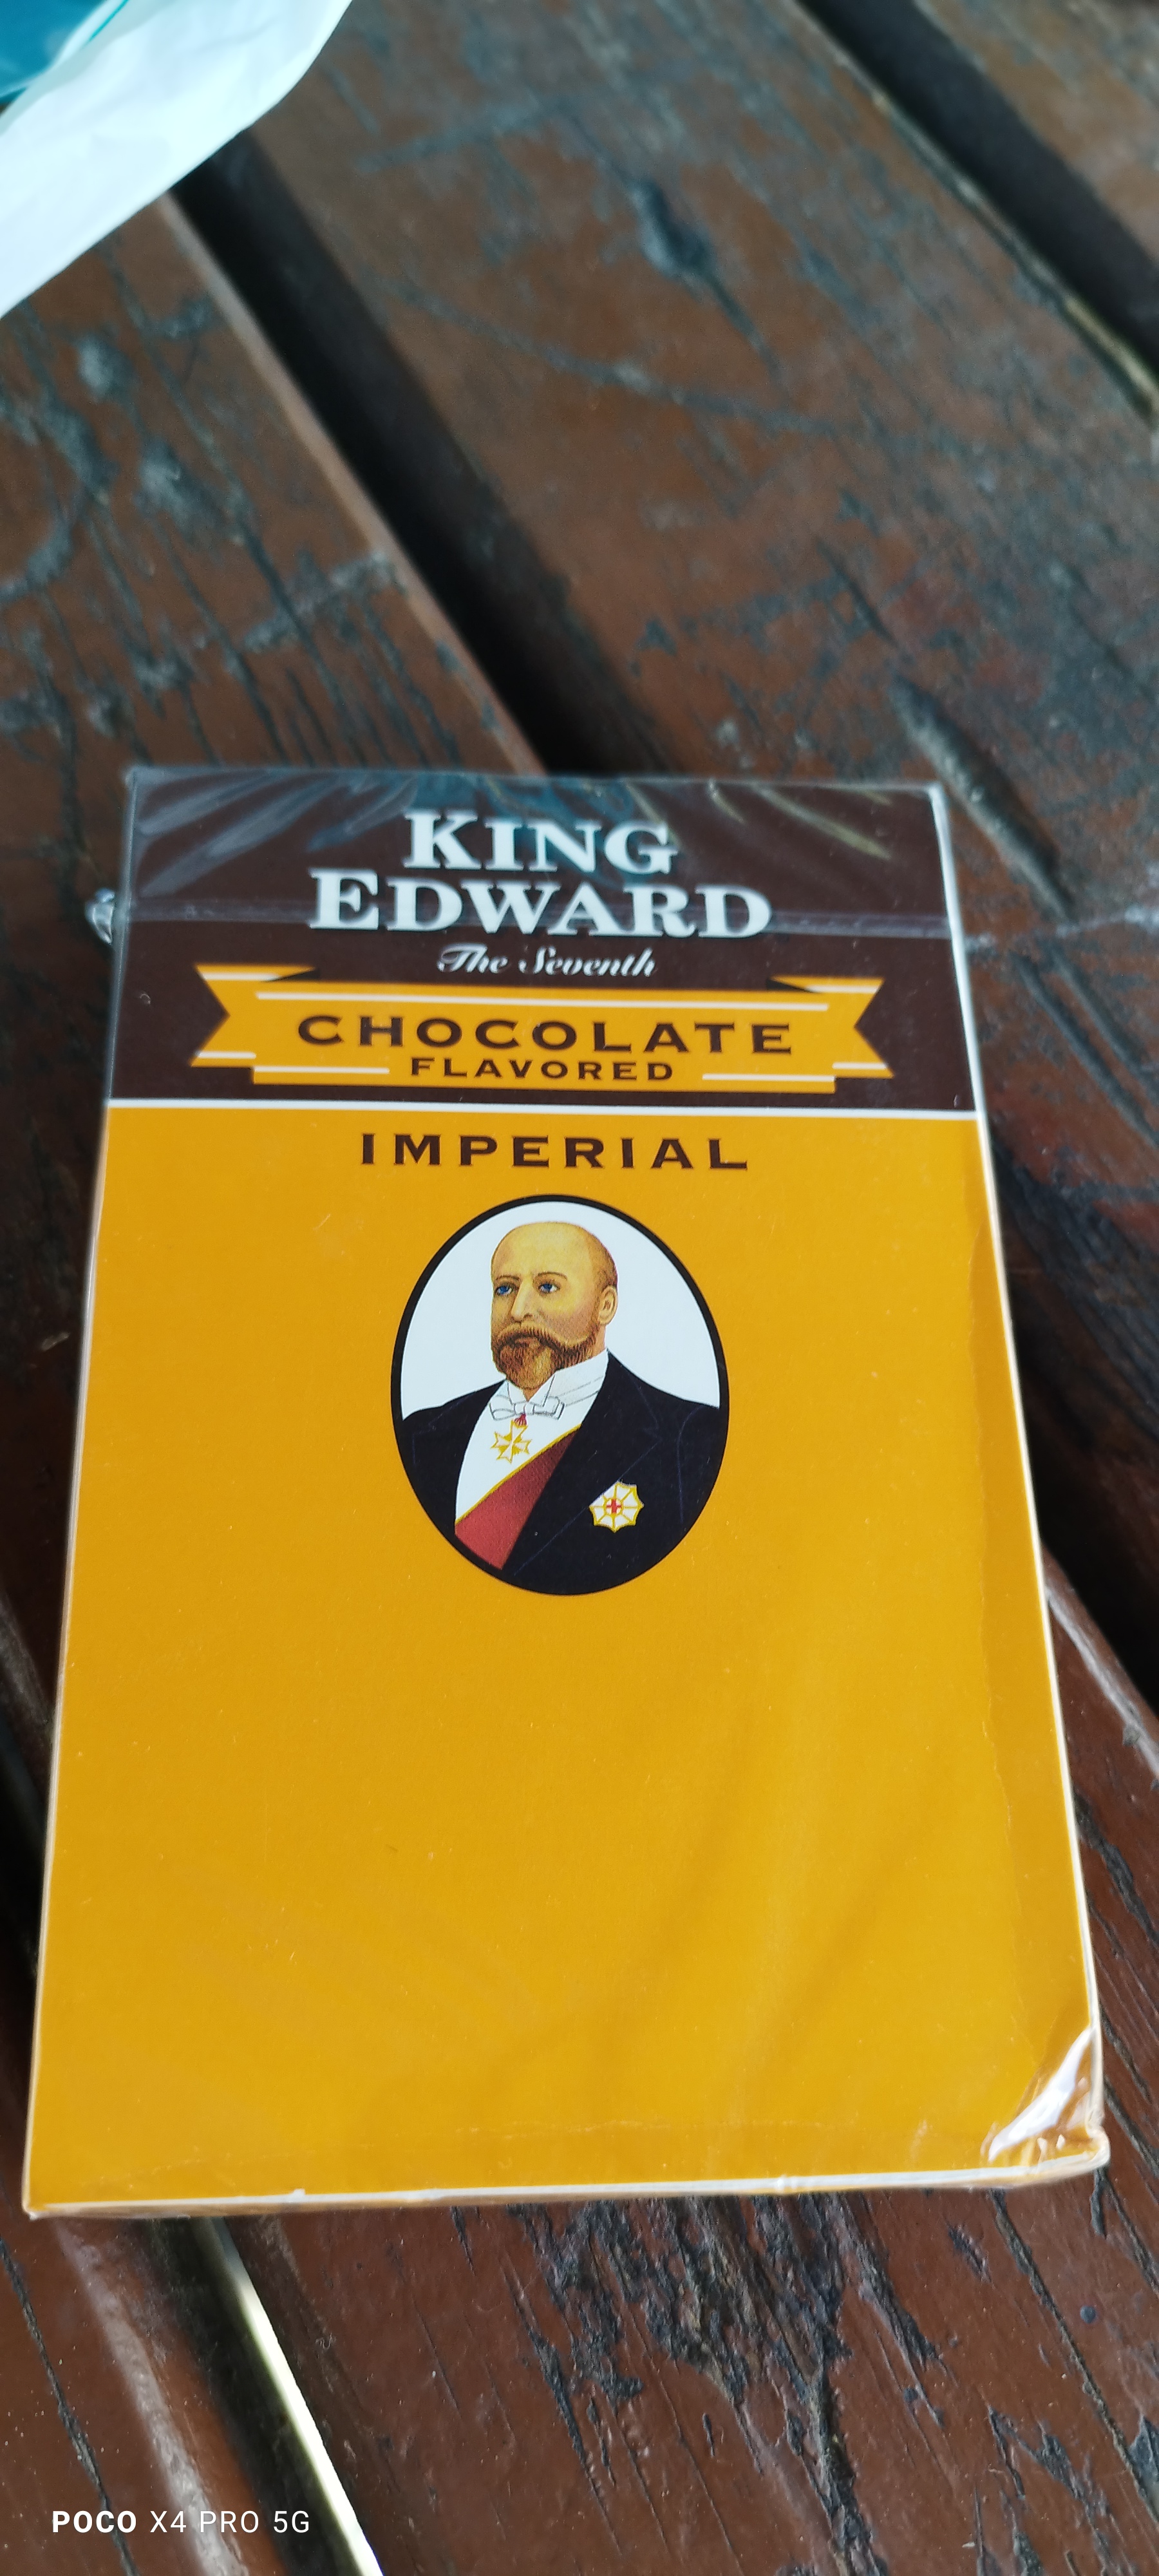 KING
EDWARD
The Seventh
CHOCOLATE
FLAVORED
IMPERIAL
POCO X4 PRO 5G